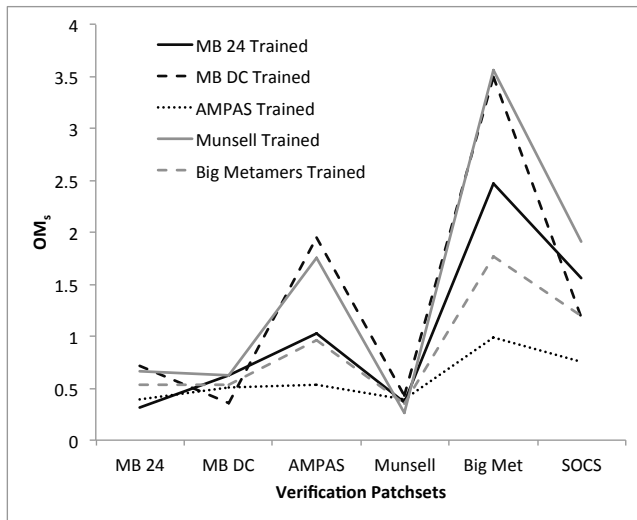 4
3.5
3
2.5
2
1.5
1
0.5
0
OMs
MB 24 Trained
MB DC Trained
AMPAS Trained
Munsell Trained
Big Metamers Trained
MB 24 MB DC AMPAS Munsell Big Met SOCS
Verification Patchsets